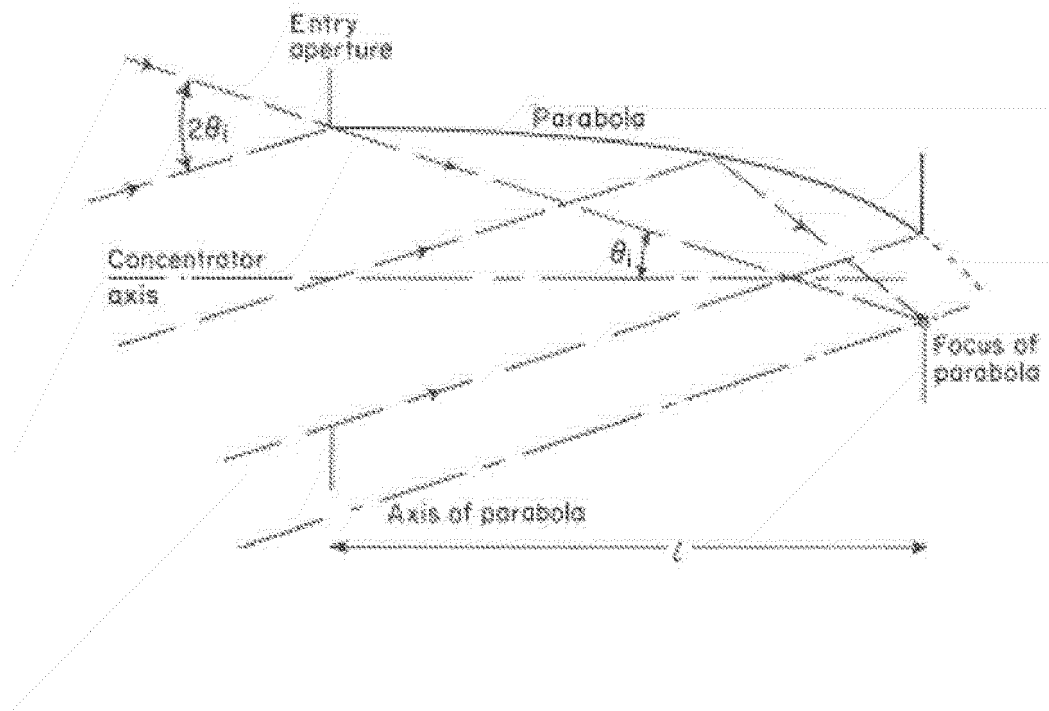 Entry
aperture
2θi
Parabola
θi
Concentrator
axis
Focus of
parabola
Axis of parabola
l